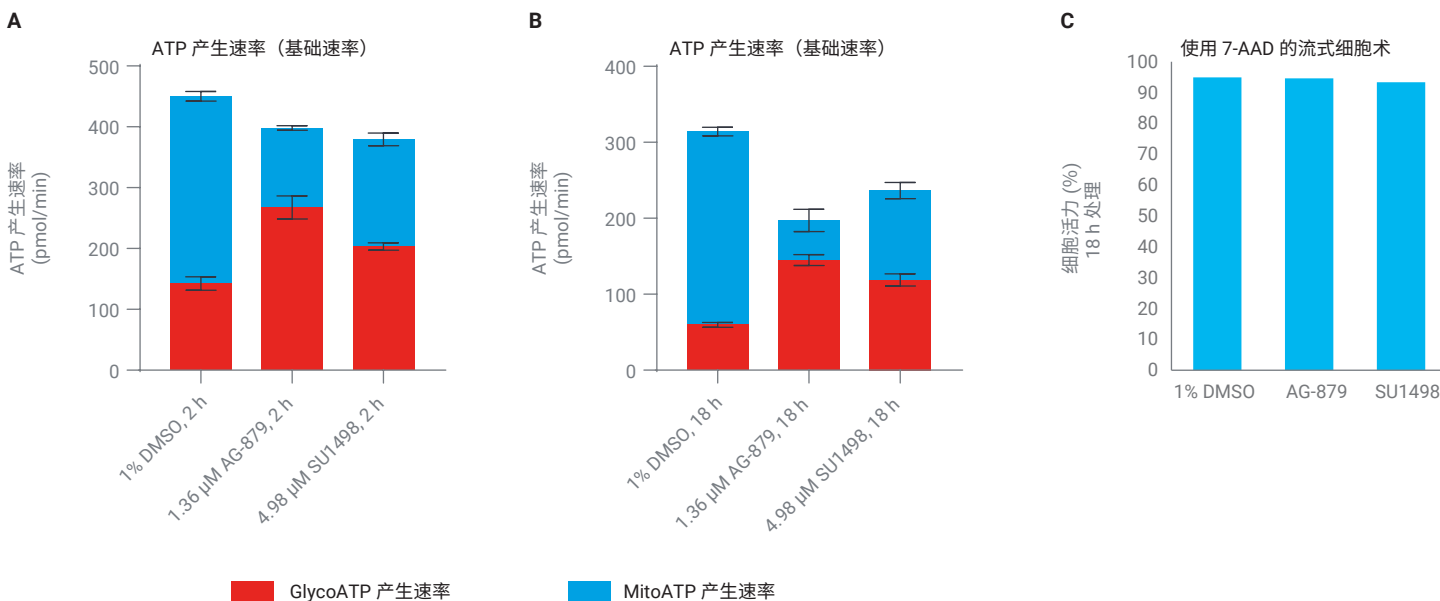 A
ATP 产生速率（基础速率）
500
400
300
200
100
0
ATP 产生速率
(pmol/min)
1% DMSO, 2 h
1.36 μM AG-879, 2 h
4.98 μM SU1498, 2 h
B
ATP 产生速率（基础速率）
400
300
200
100
0
ATP 产生速率
(pmol/min)
1% DMSO, 18 h
1.36 μM AG-879, 18 h
4.98 μM SU1498, 18 h
C
使用 7-AAD 的流式细胞术
100
90
80
70
60
50
40
30
20
10
0
细胞活力 (%)
18 h 处理
1% DMSO
AG-879
SU1498
GlycoATP 产生速率
MitoATP 产生速率